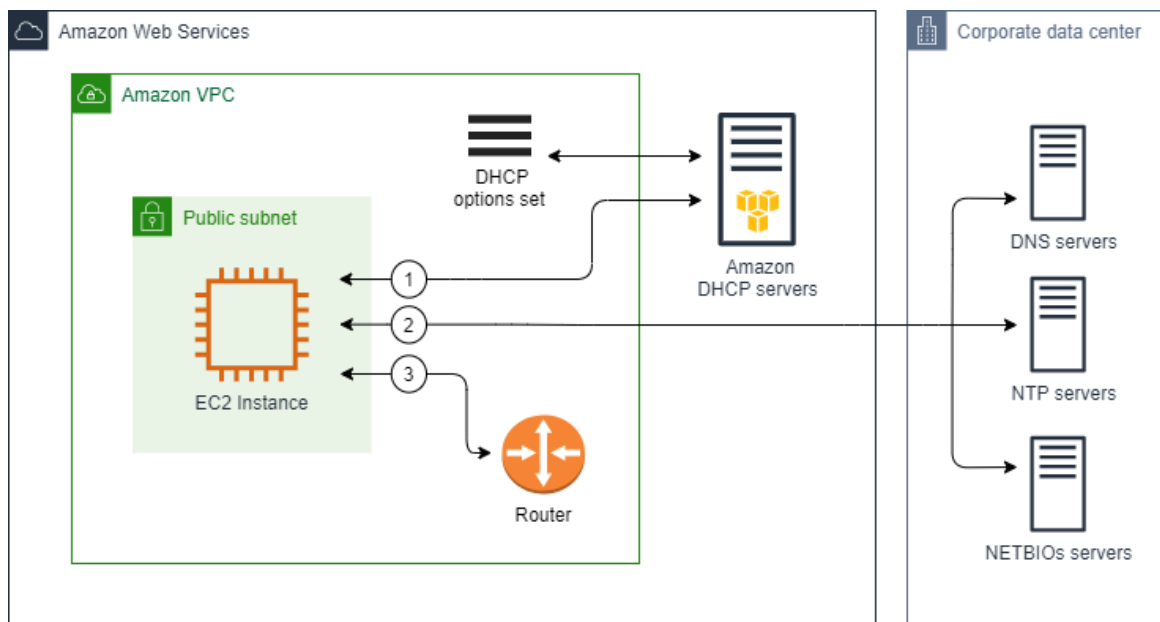 Amazon Web Services
Corporate data center
Amazon VPC
DHCP
options set
Public subnet
Amazon
DHCP servers
DNS servers
1
2
3
EC2 Instance
NTP servers
Router
NETBIOs servers